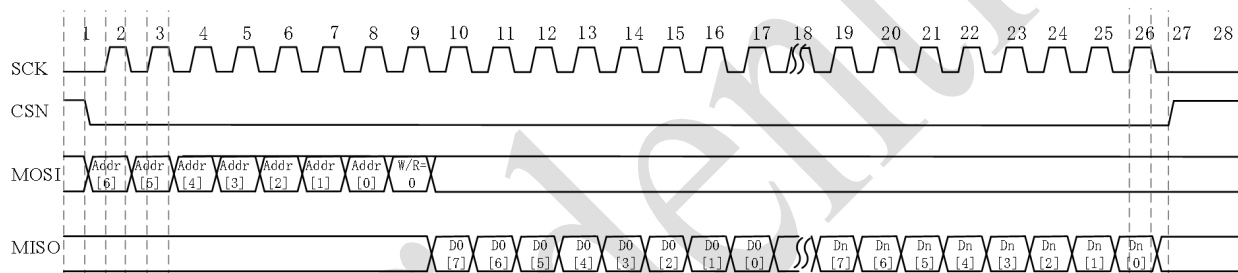 1 2 3 4 5 6 7 8 9 10 11 12 13 14 15 16 17 18 19 20 21 22 23 24 25 26 27 28
SCK
CSN
MOSI Addr [6] Addr [5] Addr [4] Addr [3] Addr [2] Addr [1] Addr [0] W/R= 0
MISO D0 [7] D0 [6] D0 [5] D0 [4] D0 [3] D0 [2] D0 [1] D0 [0] Dn [7] Dn [6] Dn [5] Dn [4] Dn [3] Dn [2] Dn [1] Dn [0]